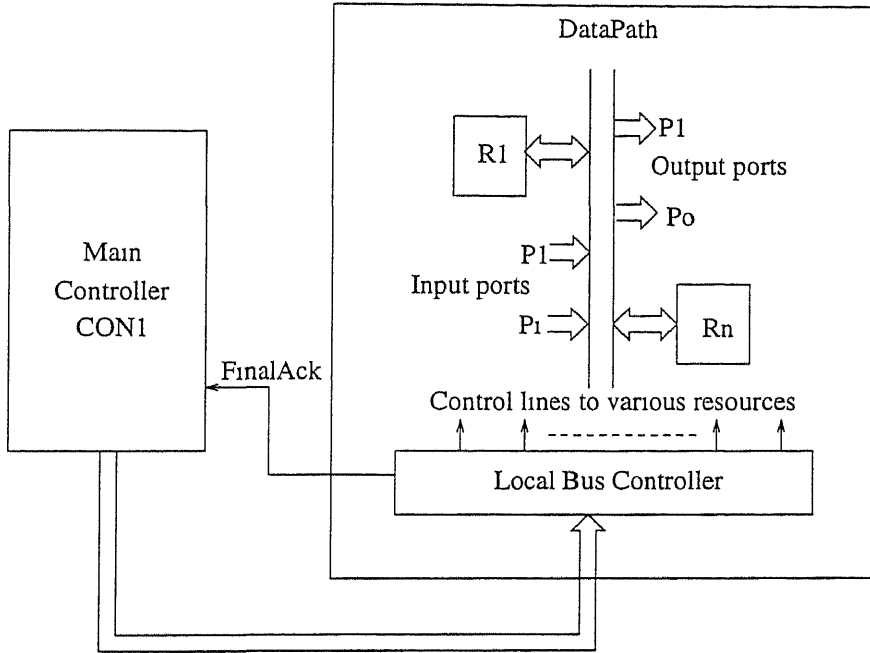 DataPath
P1
R1
Output ports
Po
Main
Controller
CON1
P1
Input ports
Pi
Rn
FinalAck
Control lines to various resources
Local Bus Controller